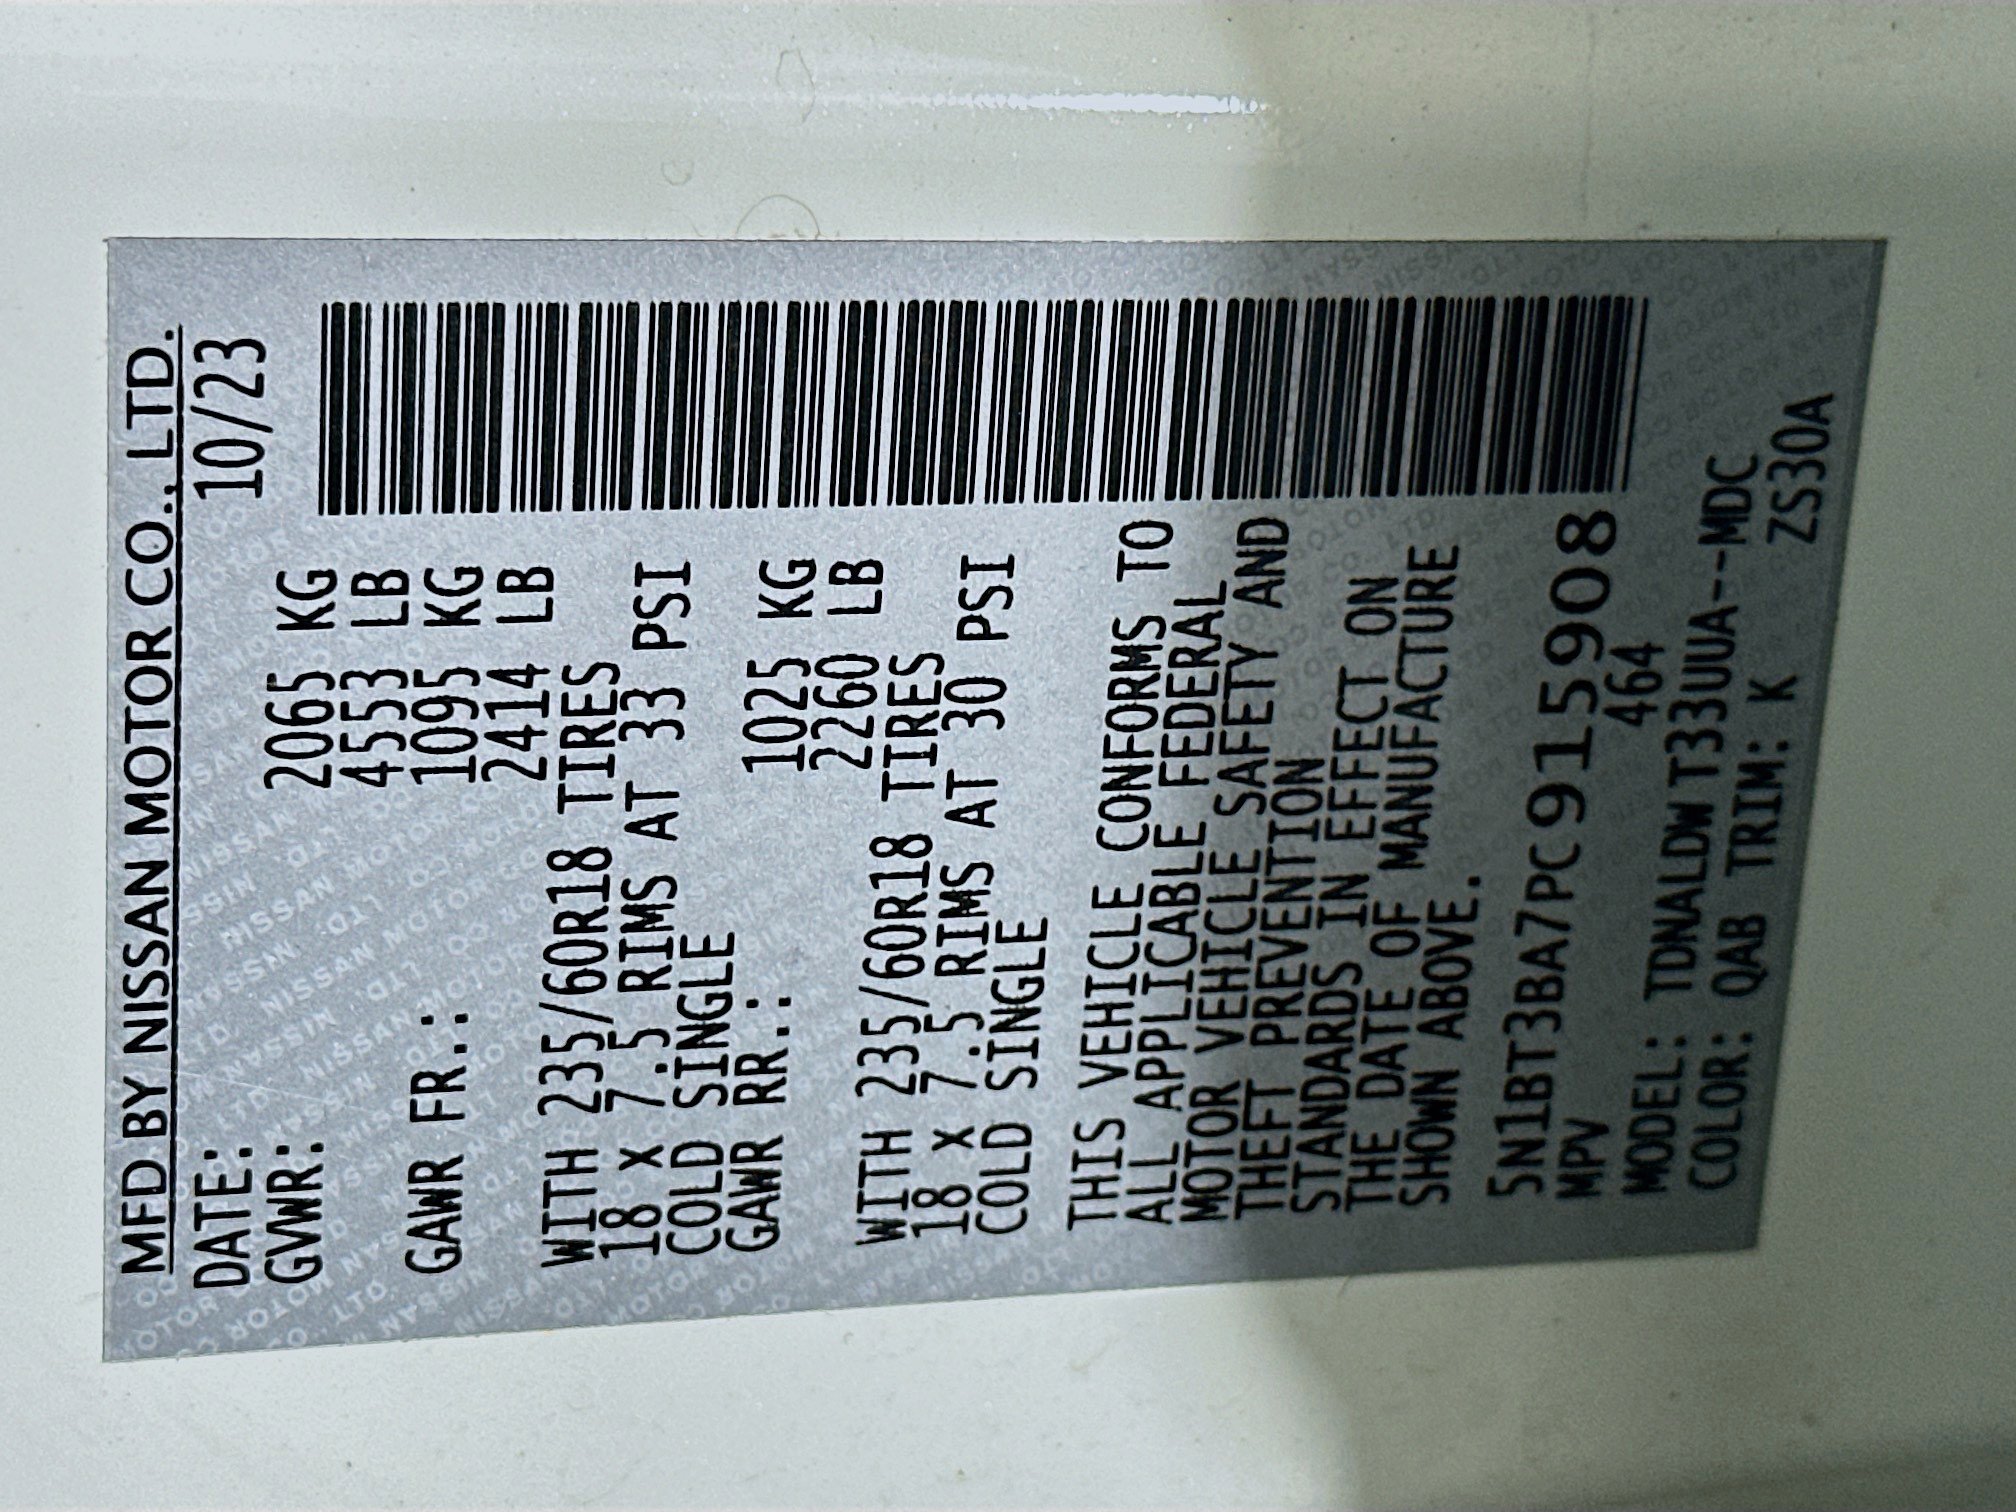 MFD BY NISSAN MOTOR CO., LTD.
DATE: 10/23
GVWR: 2065 KG
4553 LB
GAWR FR.: 1095 KG
2414 LB
WITH 235/60R18 TIRES
18 X 7.5 RIMS AT 33 PSI
COLD SINGLE
GAWR RR.: 1025 KG
2260 LB
WITH 235/60R18 TIRES
18 X 7.5 RIMS AT 30 PSI
COLD SINGLE
THIS VEHICLE CONFORMS TO
ALL APPLICABLE FEDERAL
MOTOR VEHICLE SAFETY AND
THEFT PREVENTION
STANDARDS IN EFFECT ON
THE DATE OF MANUFACTURE
SHOWN ABOVE.
5N1BT3BA7PC915908
MPV 464
MODEL: TDNALDW T33UUA--MDC
COLOR: QAB TRIM: K ZS30A